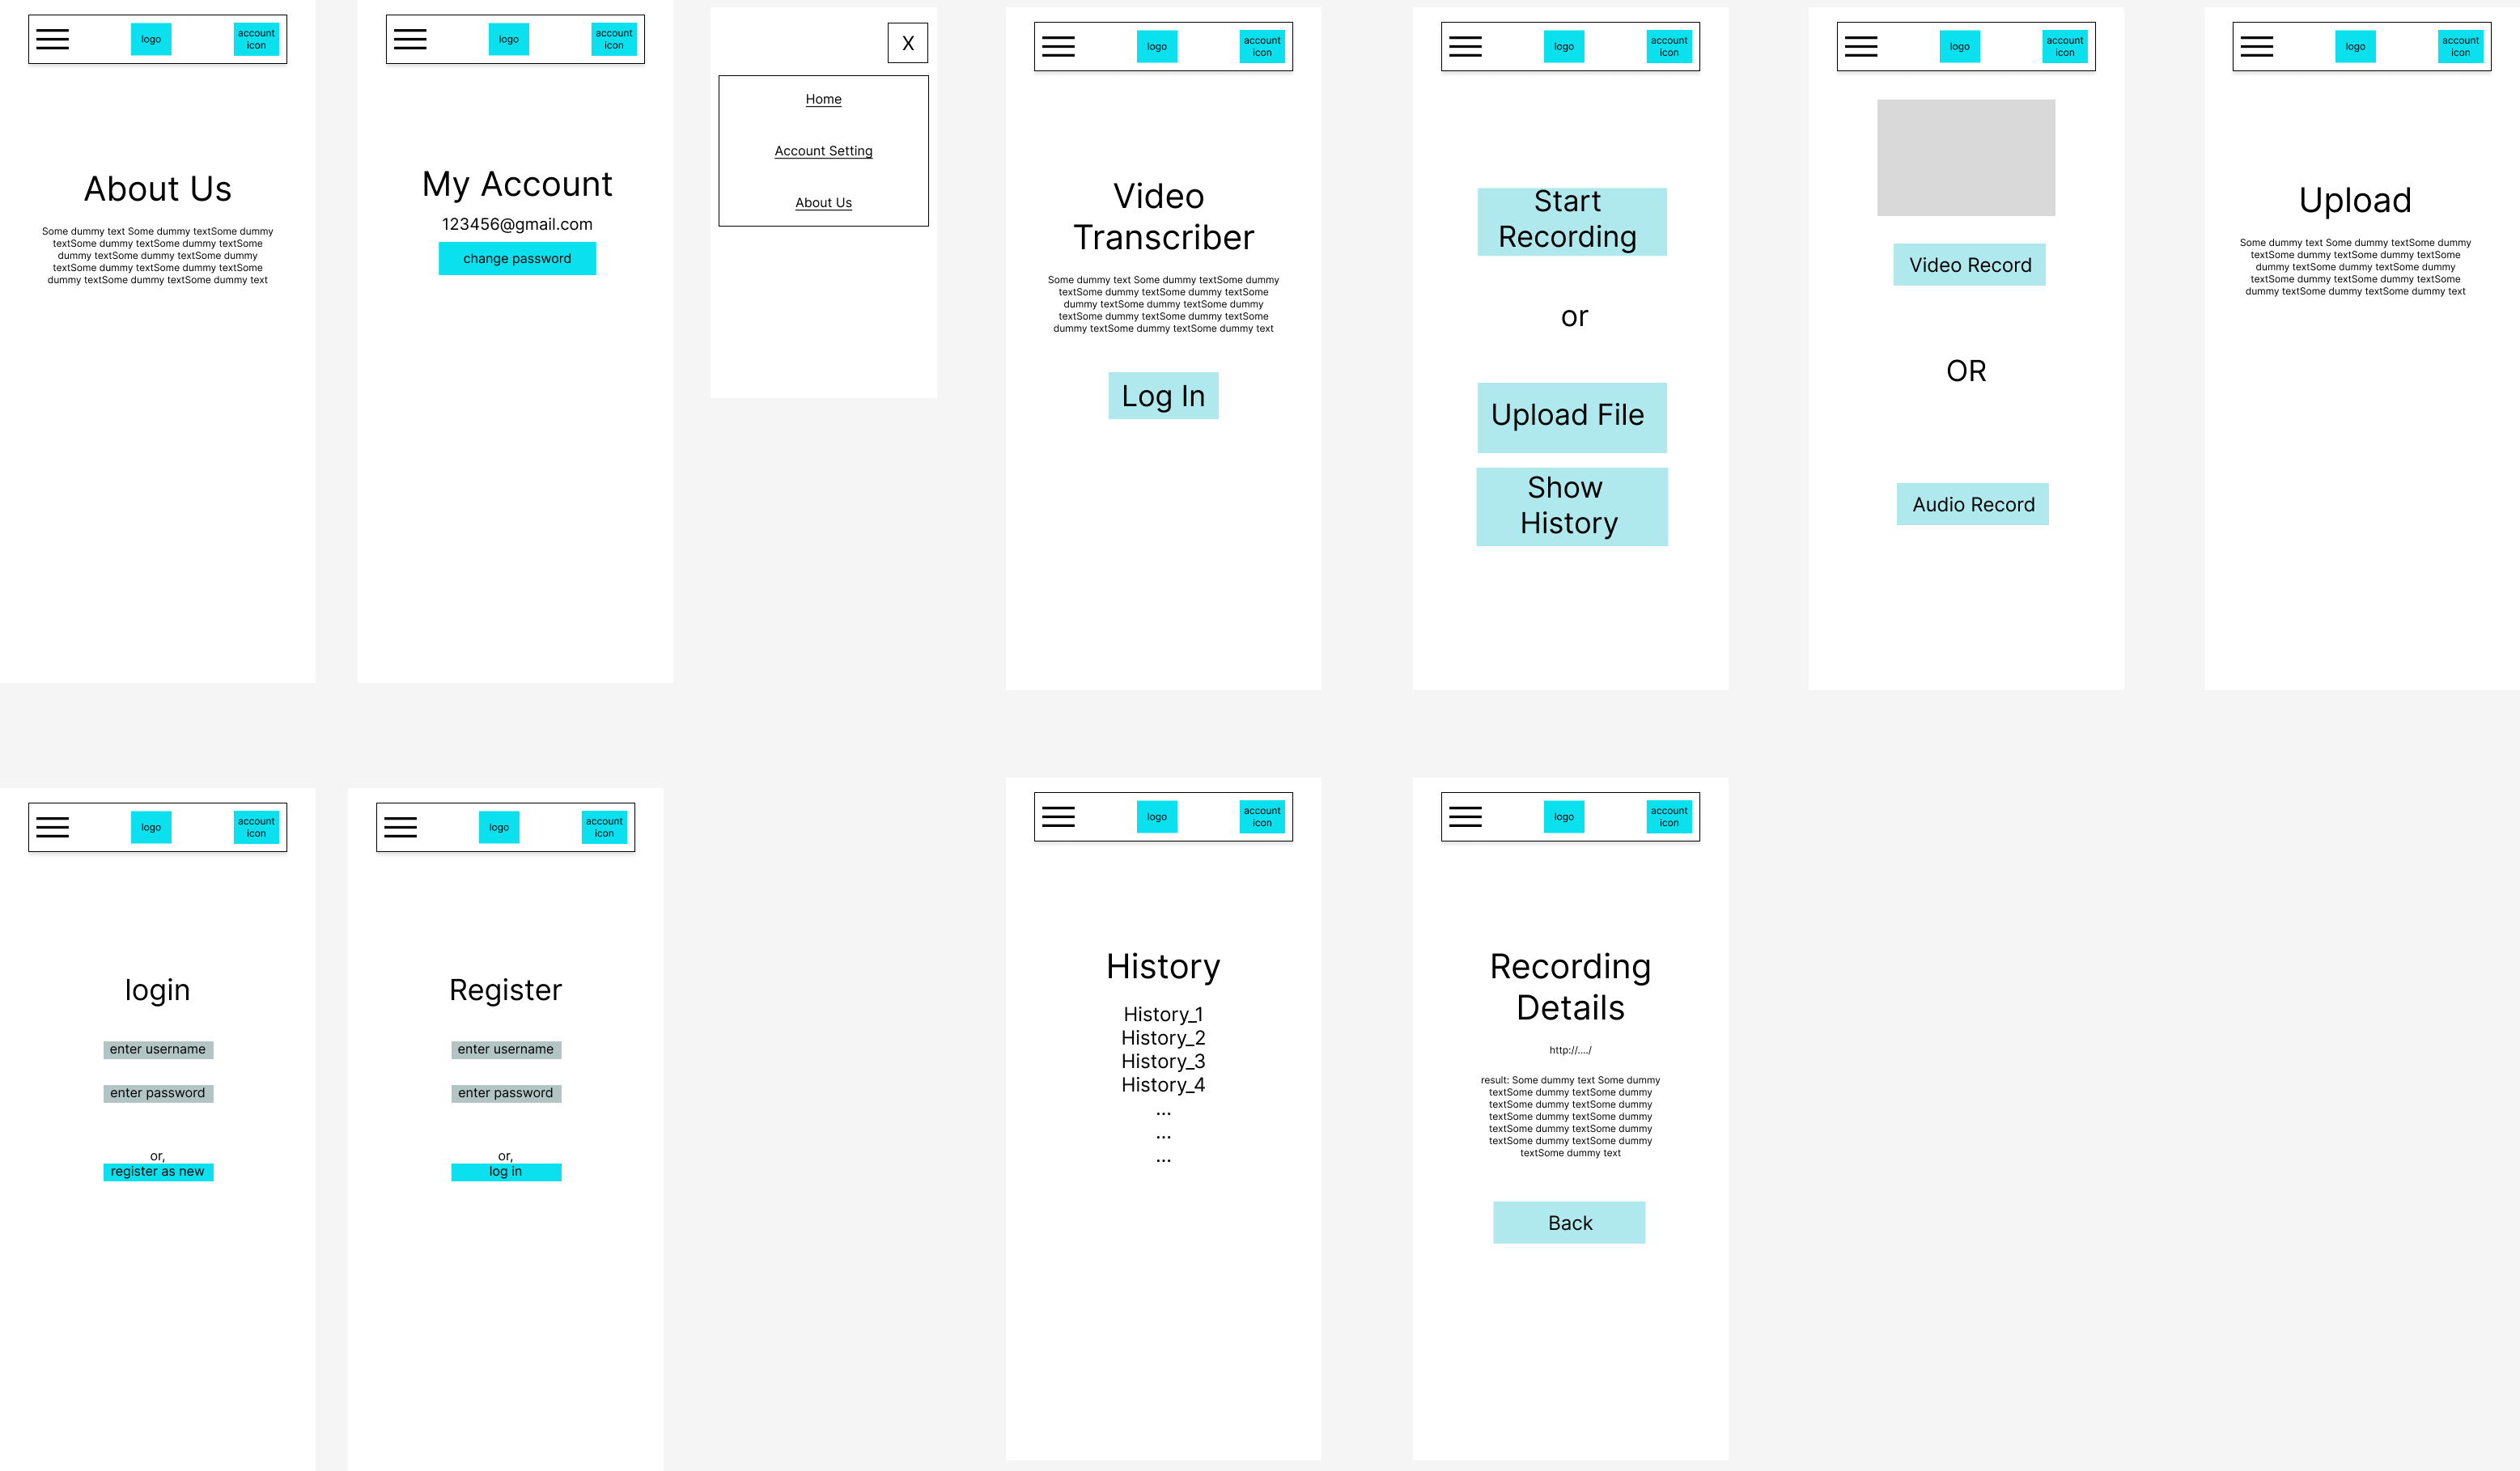 logo
account
icon
About Us
Some dummy text Some dummy textSome dummy
textSome dummy textSome dummy textSome
dummy textSome dummy textSome dummy
textSome dummy textSome dummy textSome
dummy textSome dummy textSome dummy text
logo
account
icon
My Account
123456@gmail.com
change password
X
Home
Account Setting
About Us
logo
account
icon
Video
Transcriber
Some dummy text Some dummy textSome dummy
textSome dummy textSome dummy textSome
dummy textSome dummy textSome dummy
textSome dummy textSome dummy textSome
dummy textSome dummy textSome dummy text
Log In
logo
account
icon
Start
Recording
or
Upload File
Show
History
logo
account
icon
Video Record
OR
Audio Record
logo
account
icon
Upload
Some dummy text Some dummy textSome dummy
textSome dummy textSome dummy textSome
dummy textSome dummy textSome dummy
textSome dummy textSome dummy textSome
dummy textSome dummy textSome dummy text
logo
account
icon
login
enter username
enter password
or,
register as new
logo
account
icon
Register
enter username
enter password
or,
log in
logo
account
icon
History
History_1
History_2
History_3
History_4
...
...
...
logo
account
icon
Recording
Details
http://..../
result: Some dummy text Some dummy
textSome dummy textSome dummy
textSome dummy textSome dummy
textSome dummy textSome dummy
textSome dummy textSome dummy
textSome dummy textSome dummy
textSome dummy text
Back